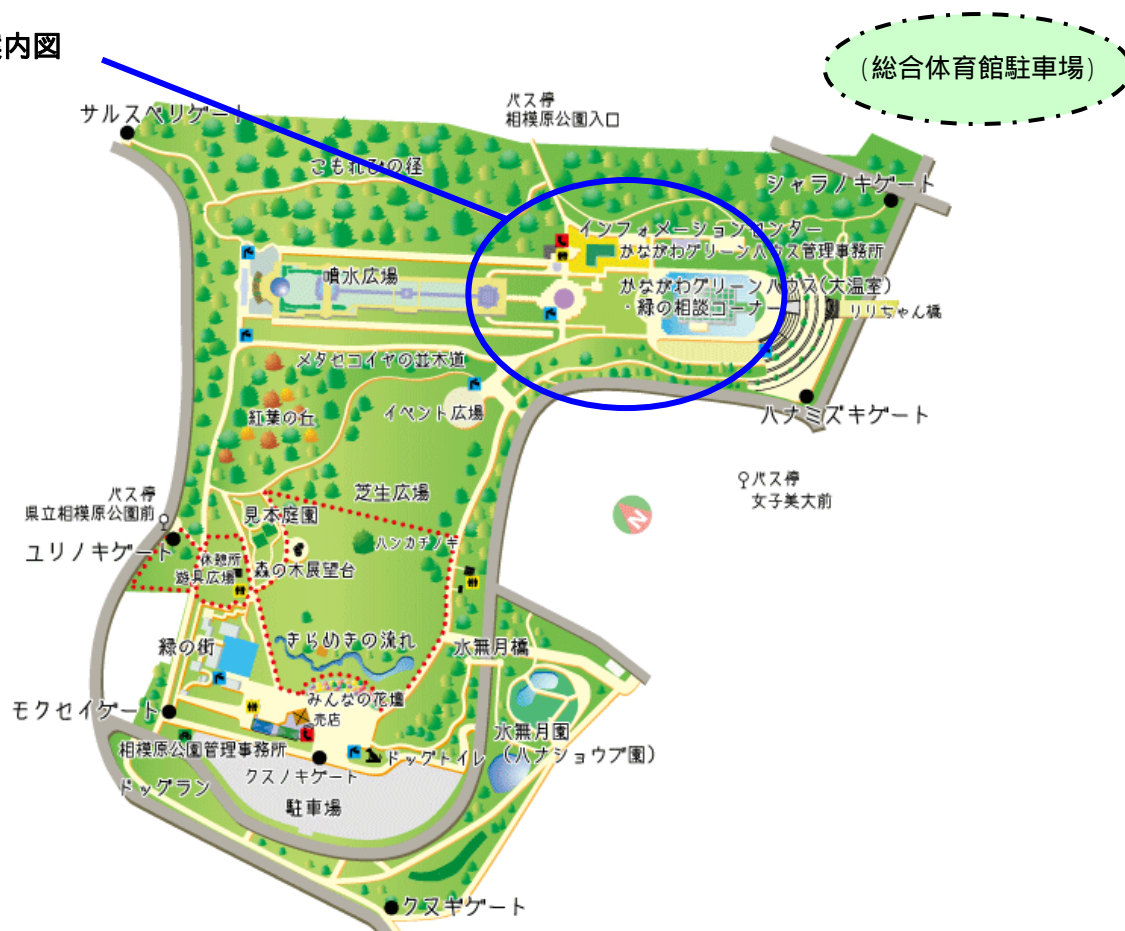 内図
(総合体育館駐車場)
バス停
相模原公園入口
サルスベリゲート
こもれびの径
シャラノキゲート
インフォメーションセンター
かながわグリーンハウス管理事務所
噴水広場
かながわグリーンハウス(大温室)
・緑の相談コーナー
リリちゃん橋
メタセコイヤの並木道
紅葉の丘
イベント広場
ハナミズキゲート
バス停
女子美大前
芝生広場
バス停
県立相模原公園前
見本庭園
ユリノキゲート
休憩所
遊具広場
ハンカチノキ
森の木展望台
N
緑の街
きらめきの流れ
水無月橋
みんなの花壇
売店
モクセイゲート
水無月園
(ハナショウブ園)
相模原公園管理事務所
ドッグトイレ
クスノキゲート
ドッグラン
駐車場
クヌギゲート